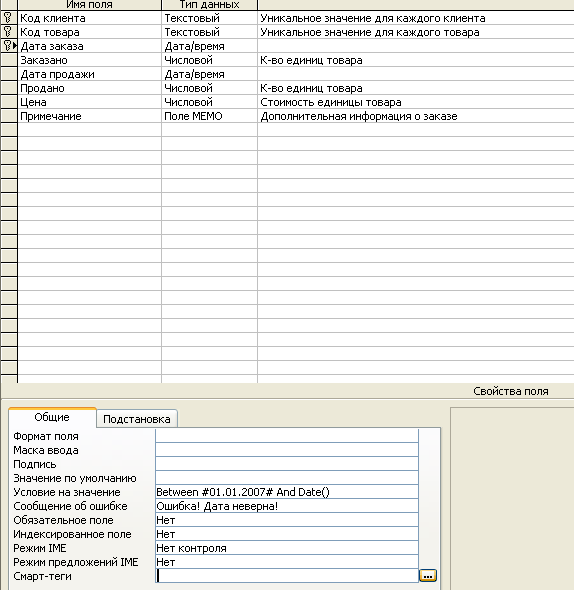 Имя поля Тип данных
Код клиента Текстовый Уникальное значение для каждого клиента
Код товара Текстовый Уникальное значение для каждого товара
Дата заказа Дата/время
Заказано Числовой К-во единиц товара
Дата продажи Дата/время
Продано Числовой К-во единиц товара
Цена Числовой Стоимость единицы товара
Примечание Поле МЕМО Дополнительная информация о заказе
Свойства поля
Общие Подстановка
Формат поля
Маска ввода
Подпись
Значение по умолчанию
Условие на значение Between #01.01.2007# And Date()
Сообщение об ошибке Ошибка! Дата неверна!
Обязательное поле Нет
Индексированное поле Нет
Режим IME Нет контроля
Режим предложений IME Нет
Смарт-теги ...